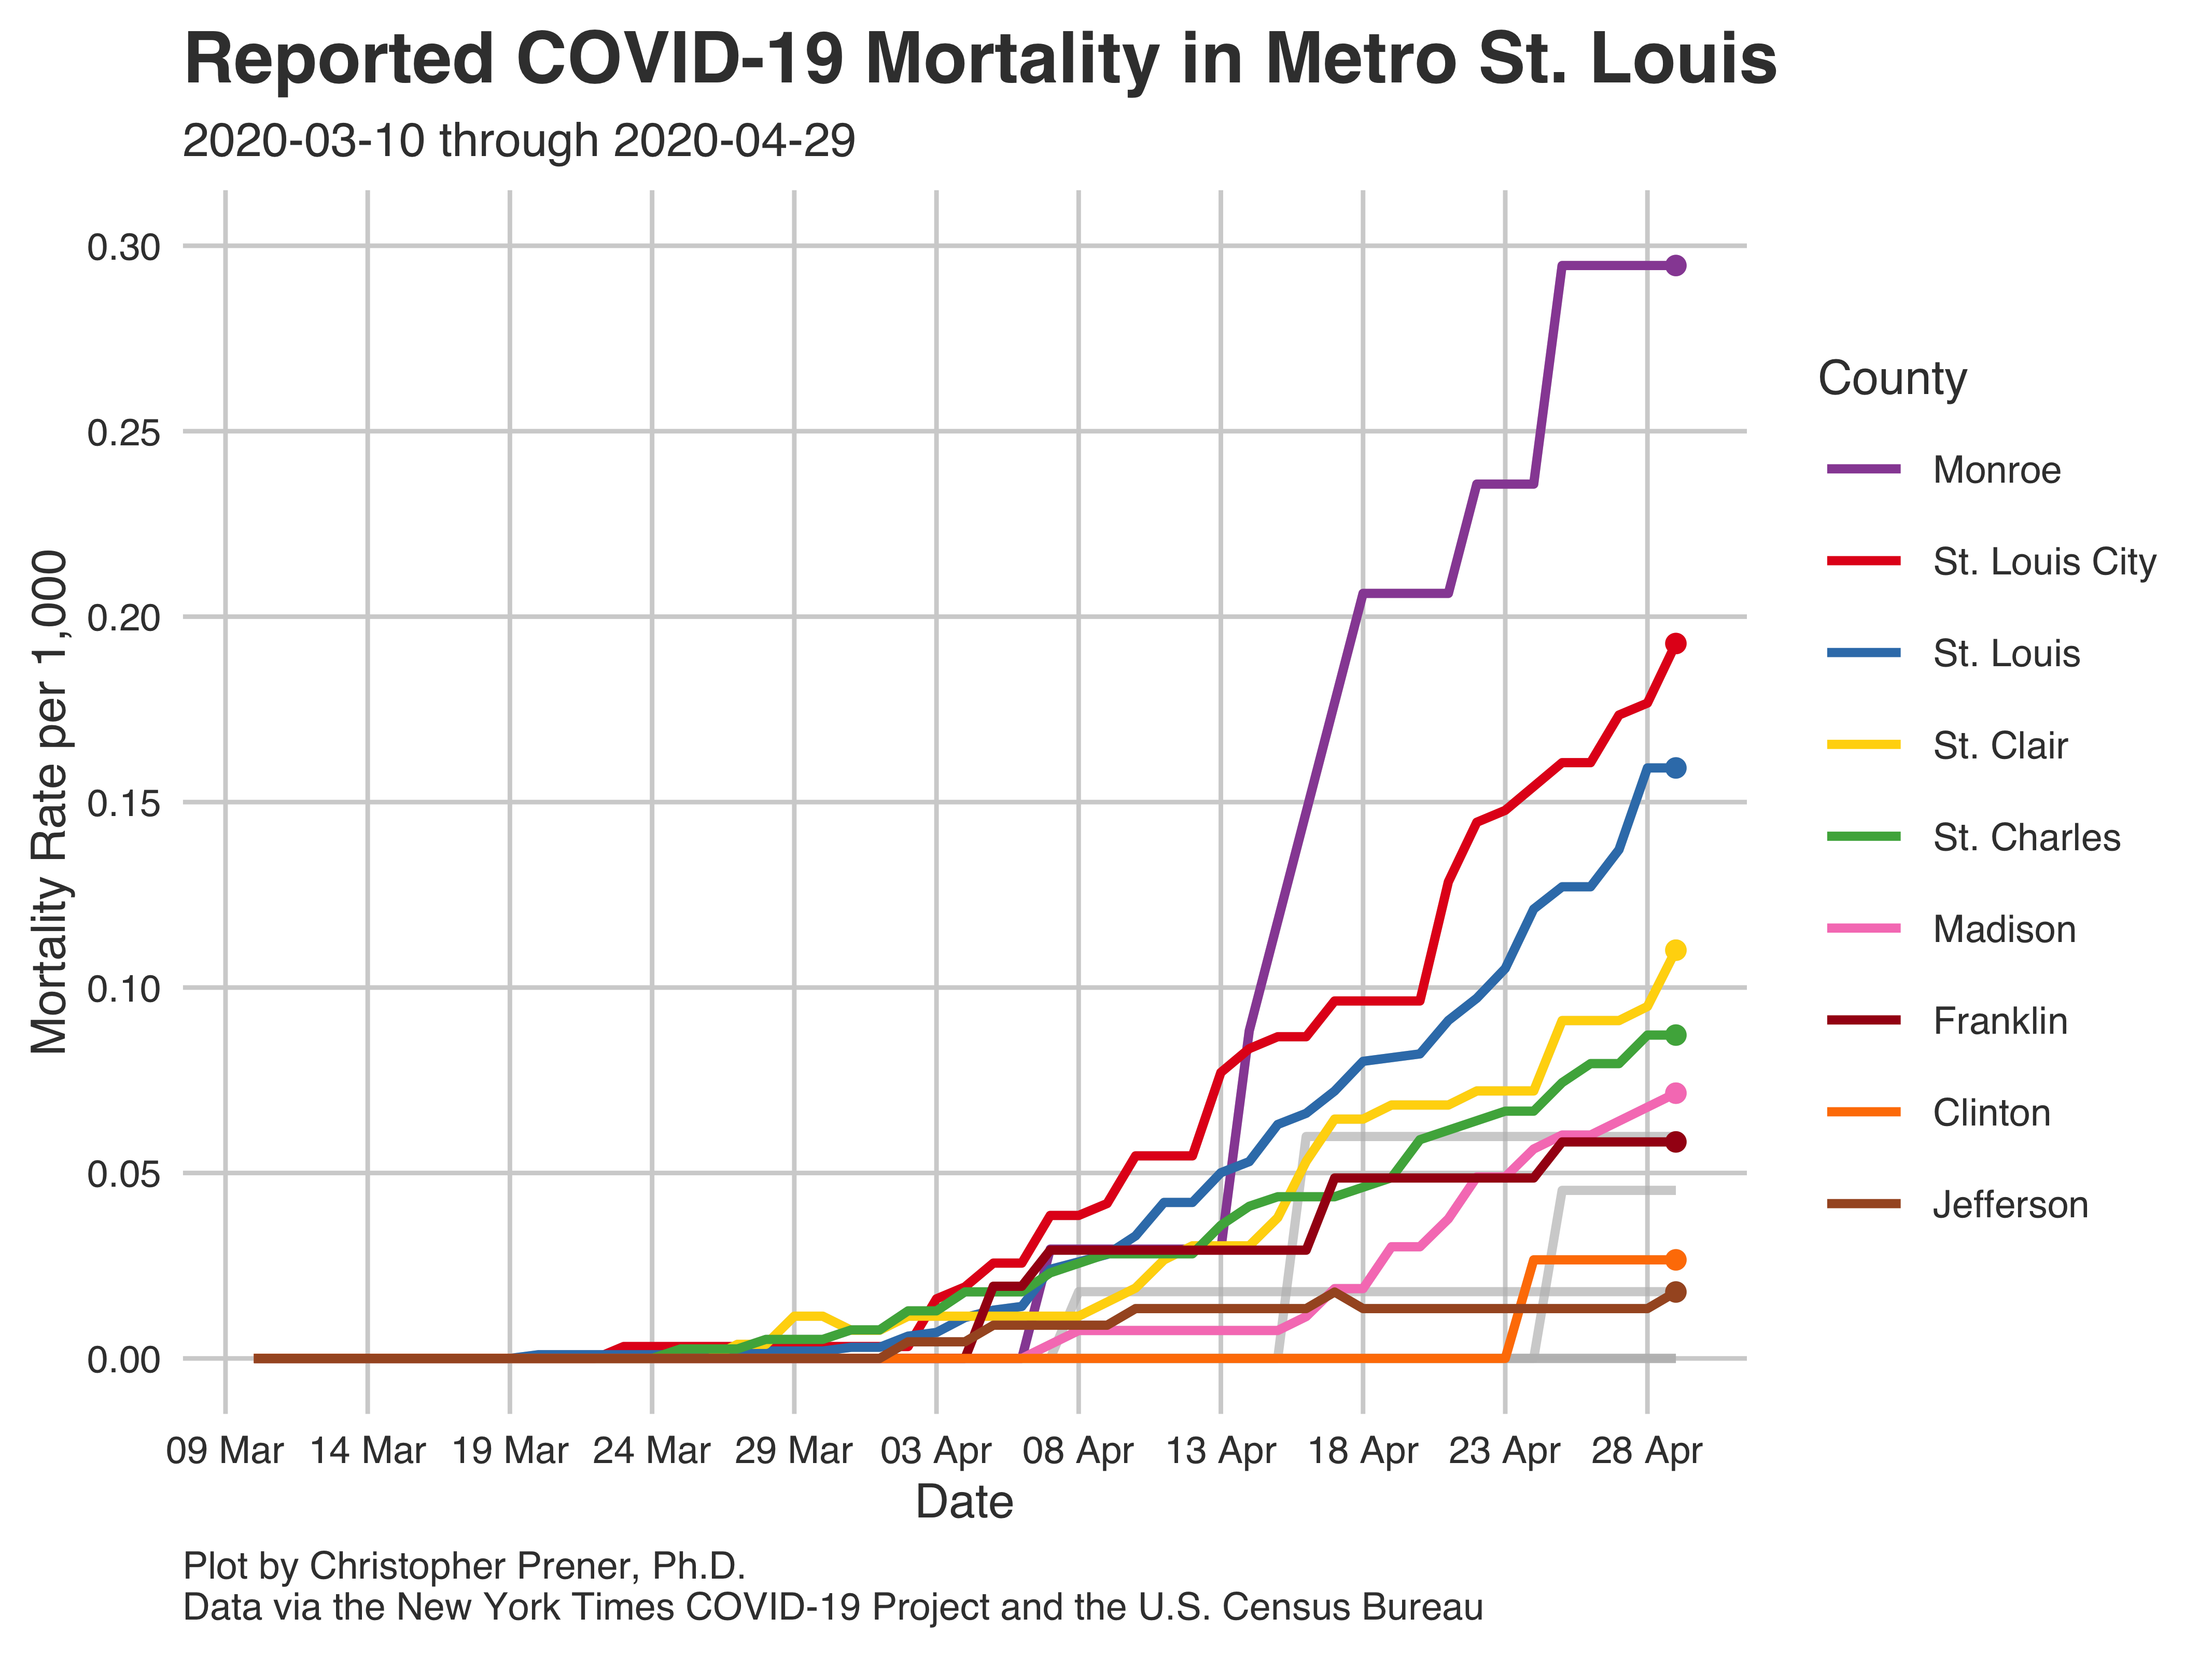 Reported COVID-19 Mortality in Metro St. Louis
2020-03-10 through 2020-04-29
Mortality Rate per 1,000
0.30
0.25
0.20
0.15
0.10
0.05
0.00
09 Mar 14 Mar 19 Mar 24 Mar 29 Mar 03 Apr 08 Apr 13 Apr 18 Apr 23 Apr 28 Apr
Date
County
Monroe
St. Louis City
St. Louis
St. Clair
St. Charles
Madison
Franklin
Clinton
Jefferson
Plot by Christopher Prener, Ph.D.
Data via the New York Times COVID-19 Project and the U.S. Census Bureau